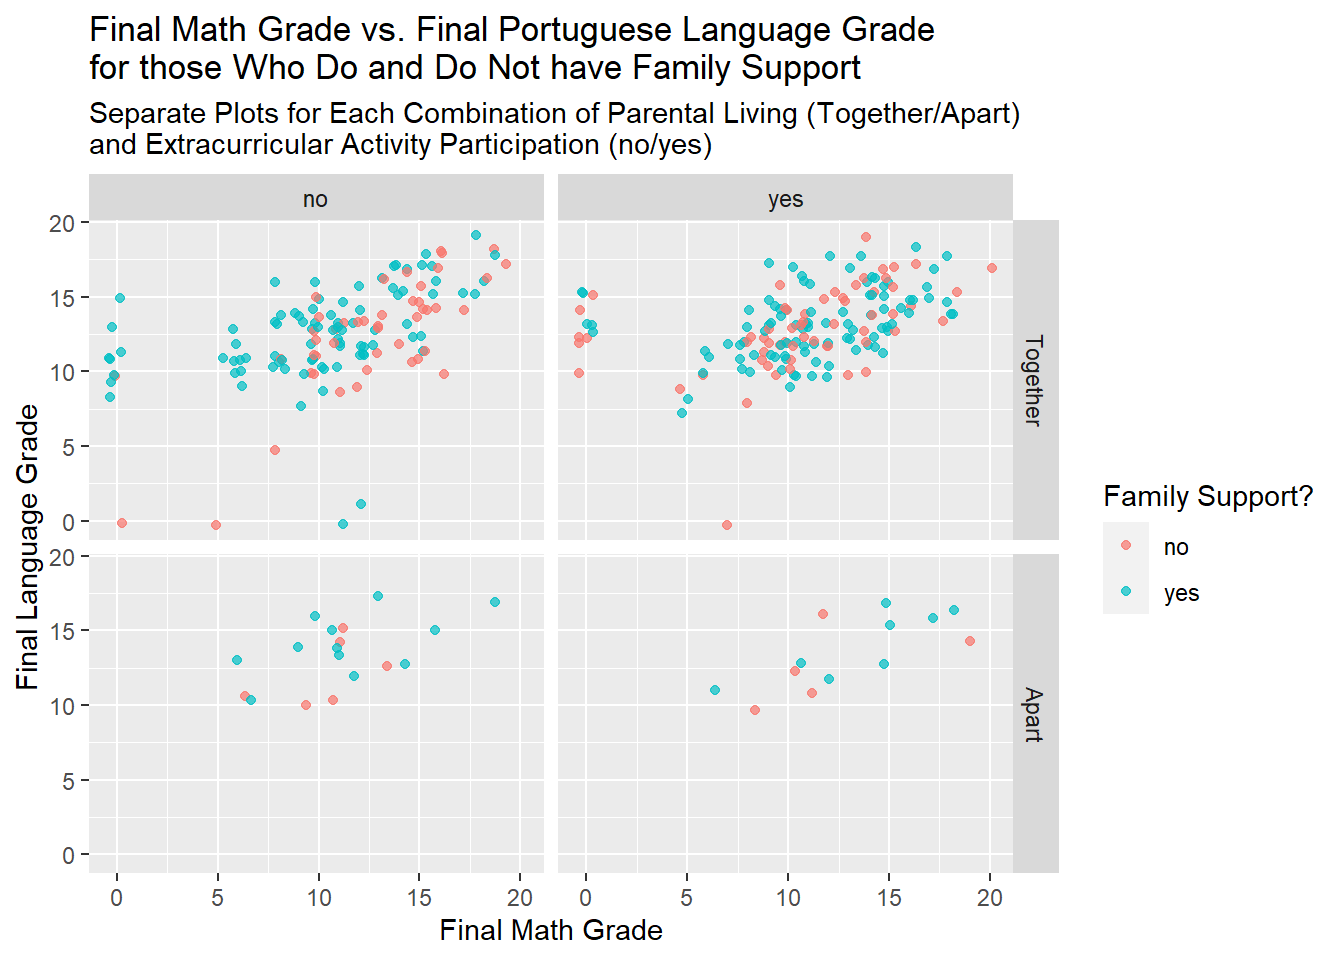 Final Math Grade vs. Final Portuguese Language Grade
for those Who Do and Do Not have Family Support
Separate Plots for Each Combination of Parental Living (Together/Apart)
and Extracurricular Activity Participation (no/yes)
no
yes
20
15
10
5
0
Together
20
15
10
5
0
Apart
Final Language Grade
0
5
10
15
20
0
5
10
15
20
Final Math Grade
Family Support?
no
yes